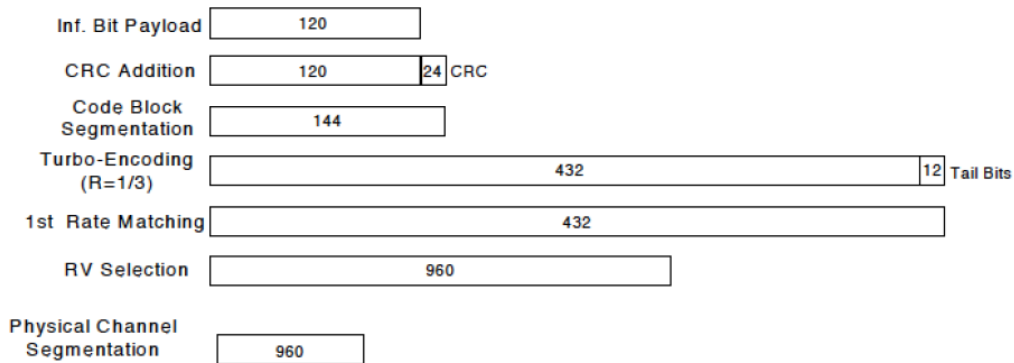 Inf. Bit Payload 120
CRC Addition 120 24 CRC
Code Block
Segmentation 144
Turbo-Encoding
(R=1/3) 432 12 Tail Bits
1st Rate Matching 432
RV Selection 960
Physical Channel
Segmentation 960